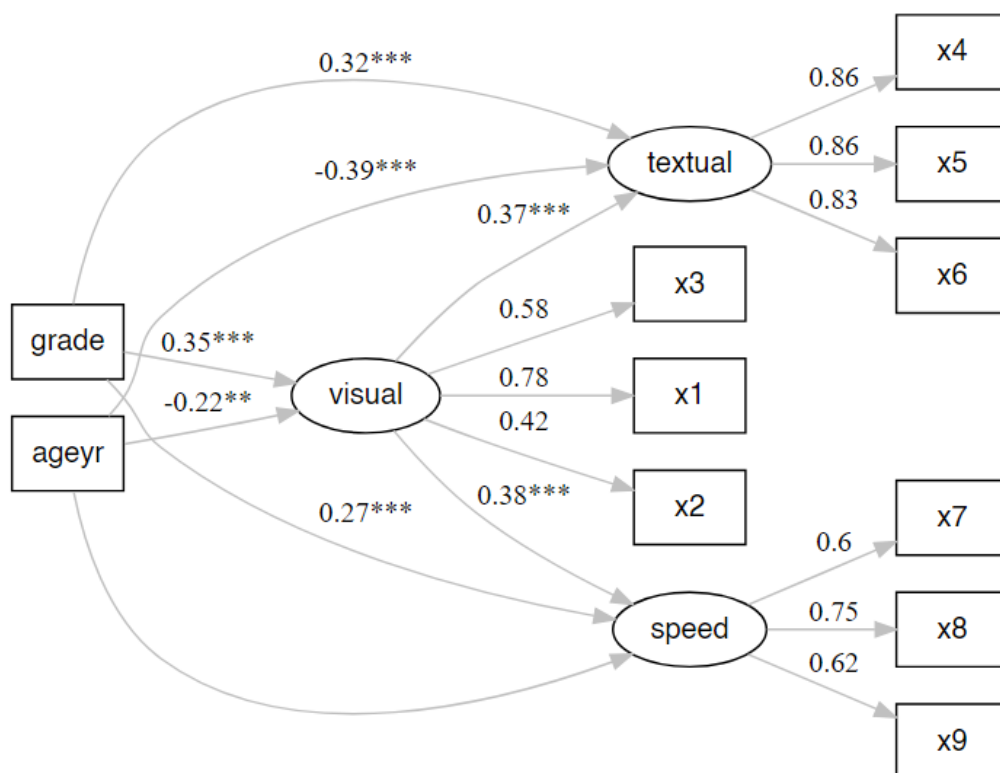 x4
0.32***
0.86
-0.39***
textual
0.86
x5
0.37***
0.83
x6
x3
grade
0.35***
0.58
visual
0.78
x1
-0.22**
0.42
ageyr
0.38***
x2
0.27***
x7
0.6
speed
0.75
x8
0.62
x9